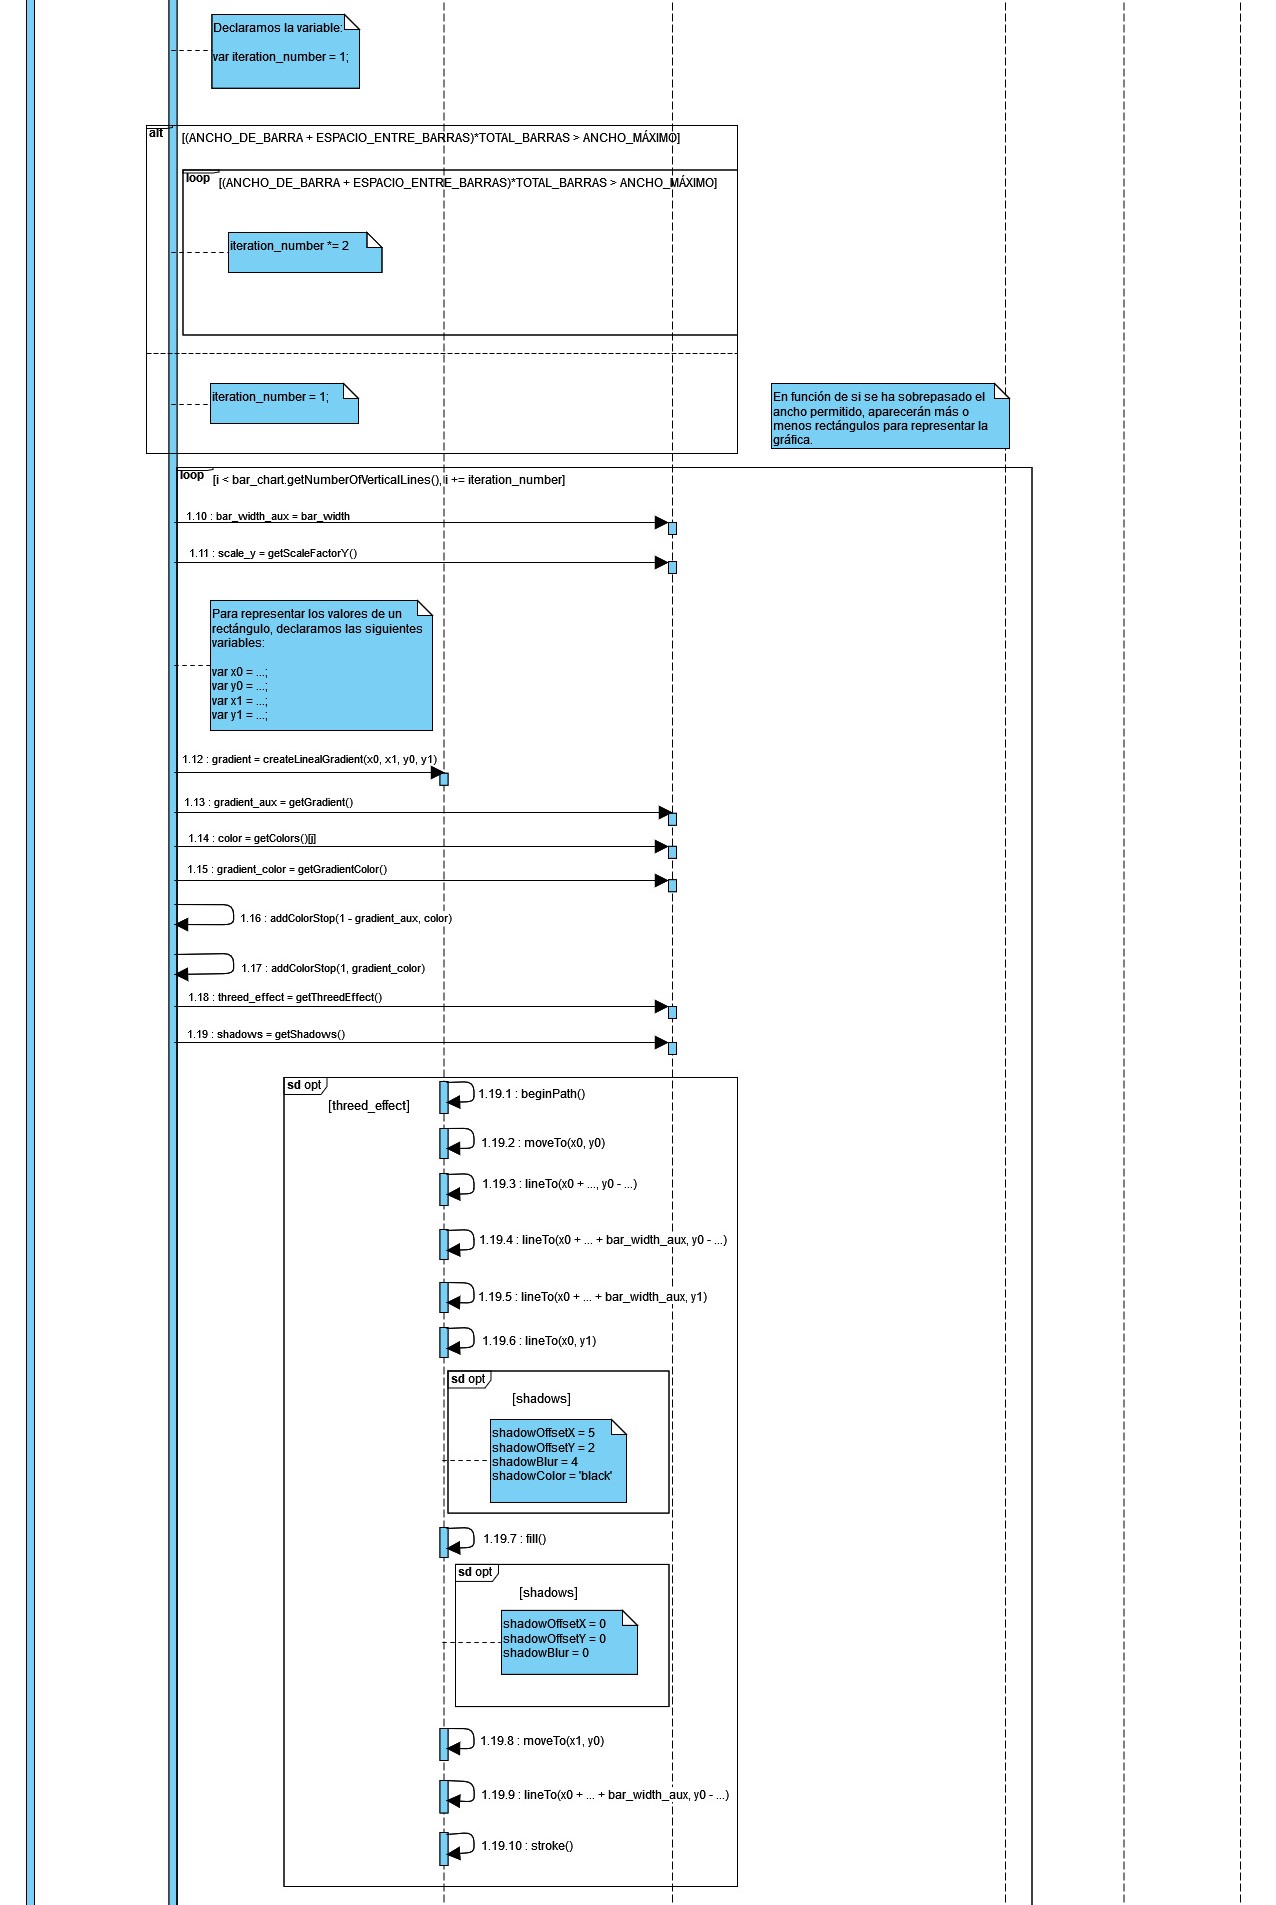 Declaramos la variable:
var iteration_number = 1;
alt
[(ANCHO_DE_BARRA + ESPACIO_ENTRE_BARRAS)*TOTAL_BARRAS > ANCHO_MÁXIMO]
loop
[(ANCHO_DE_BARRA + ESPACIO_ENTRE_BARRAS)*TOTAL_BARRAS > ANCHO_MÁXIMO]
iteration_number *= 2
iteration_number = 1;
En función de si se ha sobrepasado el
ancho permitido, aparecerán más o
menos rectángulos para representar la
gráfica.
loop
[i < bar_chart.getNumberOfVerticalLines(), i += iteration_number]
1.10 : bar_width_aux = bar_width
1.11 : scale_y = getScaleFactorY()
Para representar los valores de un
rectángulo, declaramos las siguientes
variables:
var x0 = ...;
var y0 = ...;
var x1 = ...;
var y1 = ...;
1.12 : gradient = createLinealGradient(x0, x1, y0, y1)
1.13 : gradient_aux = getGradient()
1.14 : color = getColors()[j]
1.15 : gradient_color = getGradientColor()
1.16 : addColorStop(1 - gradient_aux, color)
1.17 : addColorStop(1, gradient_color)
1.18 : threed_effect = getThreedEffect()
1.19 : shadows = getShadows()
sd opt
[threed_effect]
1.19.1 : beginPath()
1.19.2 : moveTo(x0, y0)
1.19.3 : lineTo(x0 + ..., y0 - ...)
1.19.4 : lineTo(x0 + ... + bar_width_aux, y0 - ...)
1.19.5 : lineTo(x0 + ... + bar_width_aux, y1)
1.19.6 : lineTo(x0, y1)
sd opt
[shadows]
shadowOffsetX = 5
shadowOffsetY = 2
shadowBlur = 4
shadowColor = 'black'
1.19.7 : fill()
sd opt
[shadows]
shadowOffsetX = 0
shadowOffsetY = 0
shadowBlur = 0
1.19.8 : moveTo(x1, y0)
1.19.9 : lineTo(x0 + ... + bar_width_aux, y0 - ...)
1.19.10 : stroke()